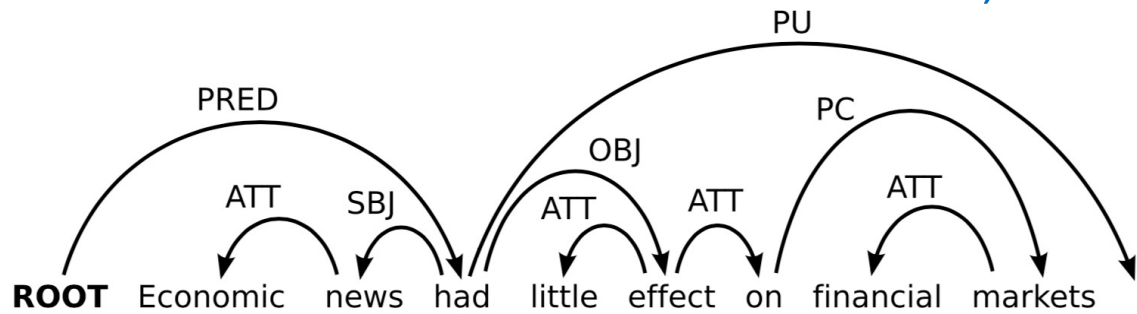 PU
PRED
PC
OBJ
ATT SBJ ATT ATT ATT
ROOT Economic news had little effect on financial markets